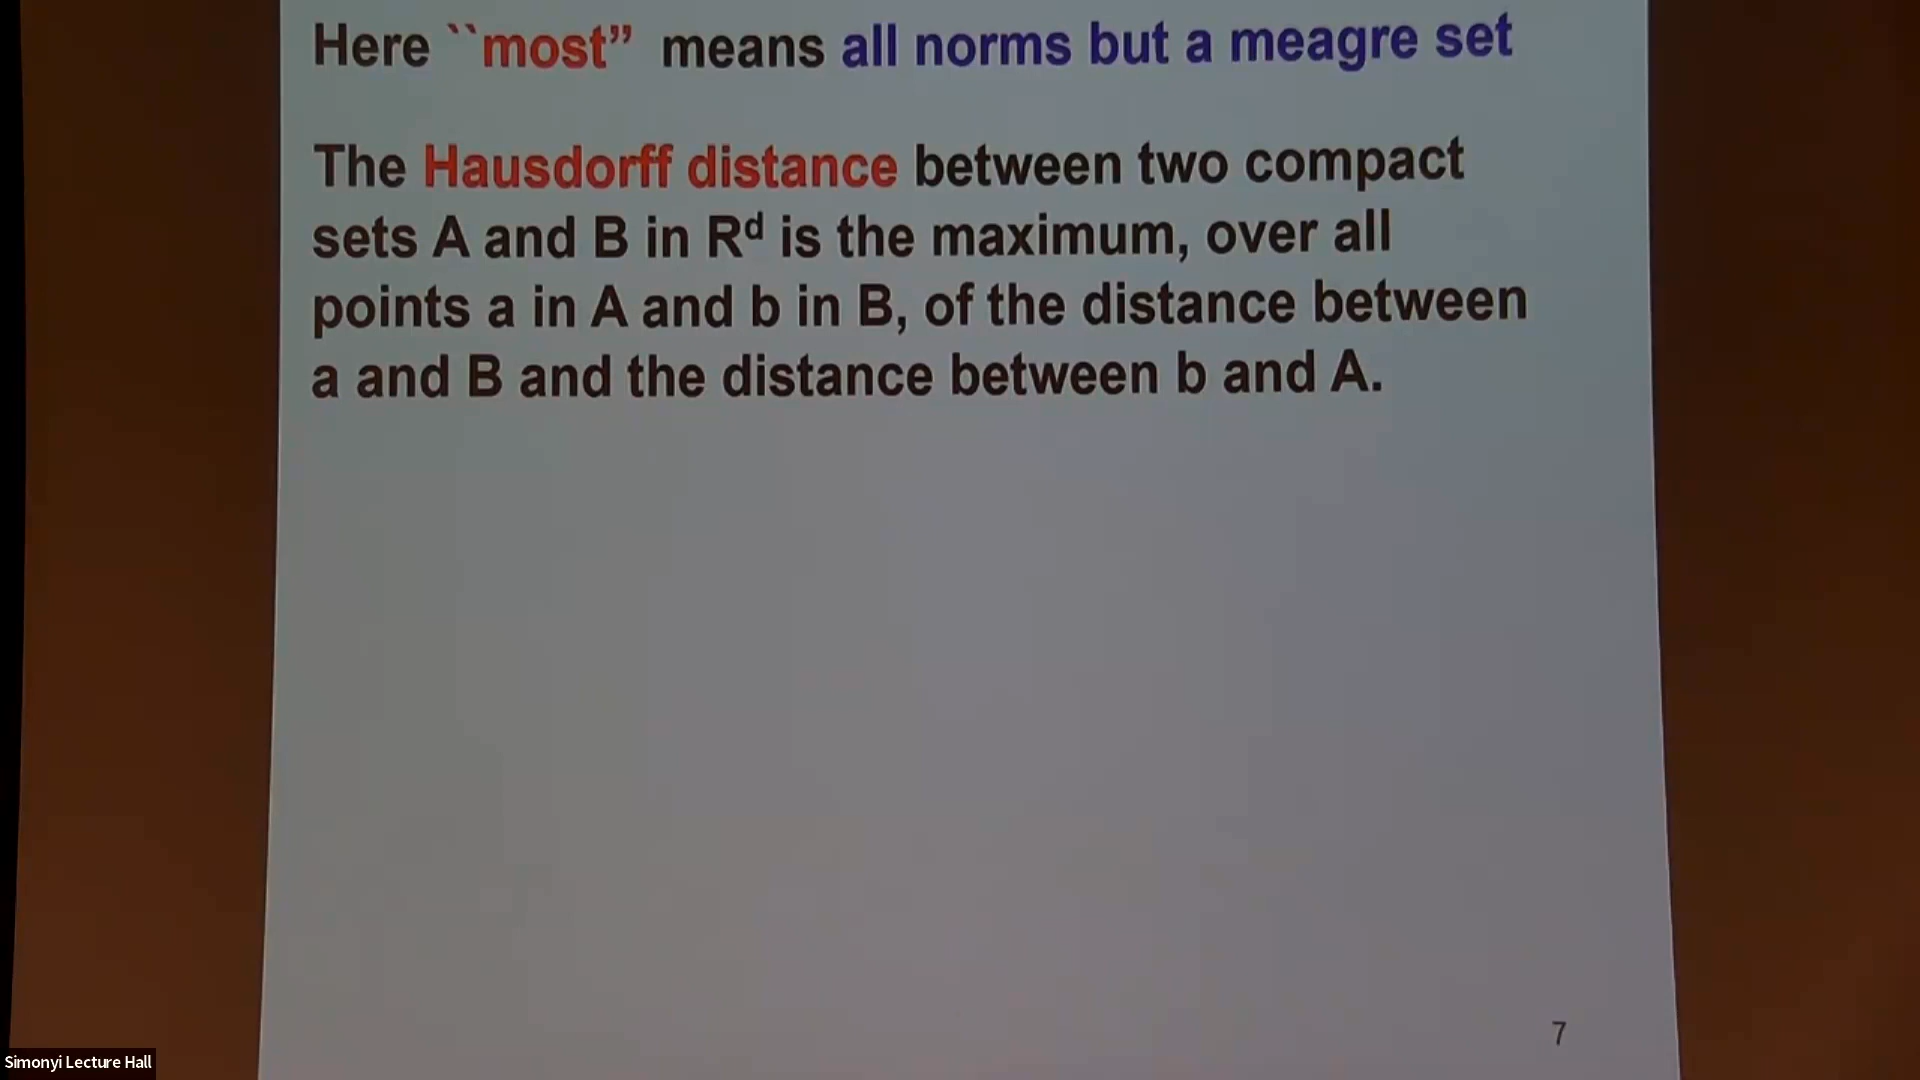 Here ``most” means all norms but a meagre set
The Hausdorff distance between two compact
sets A and B in Rᵈ is the maximum, over all
points a in A and b in B, of the distance between
a and B and the distance between b and A.
7
Simonyi Lecture Hall